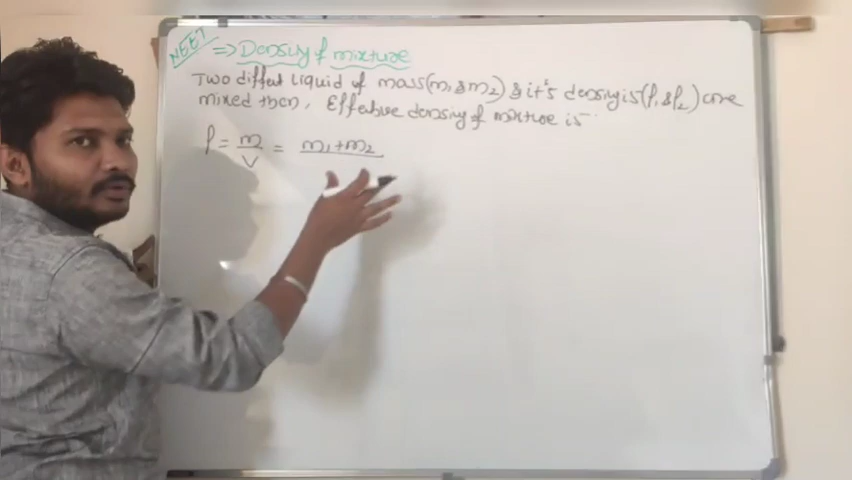 NEET => Density of mixture
Two diffent liquid of mass(m₁ & m₂) & it's density is (ρ₁ & ρ₂) are
mixed then, Effective density of mixture is
ρ = m/V = m₁+m₂